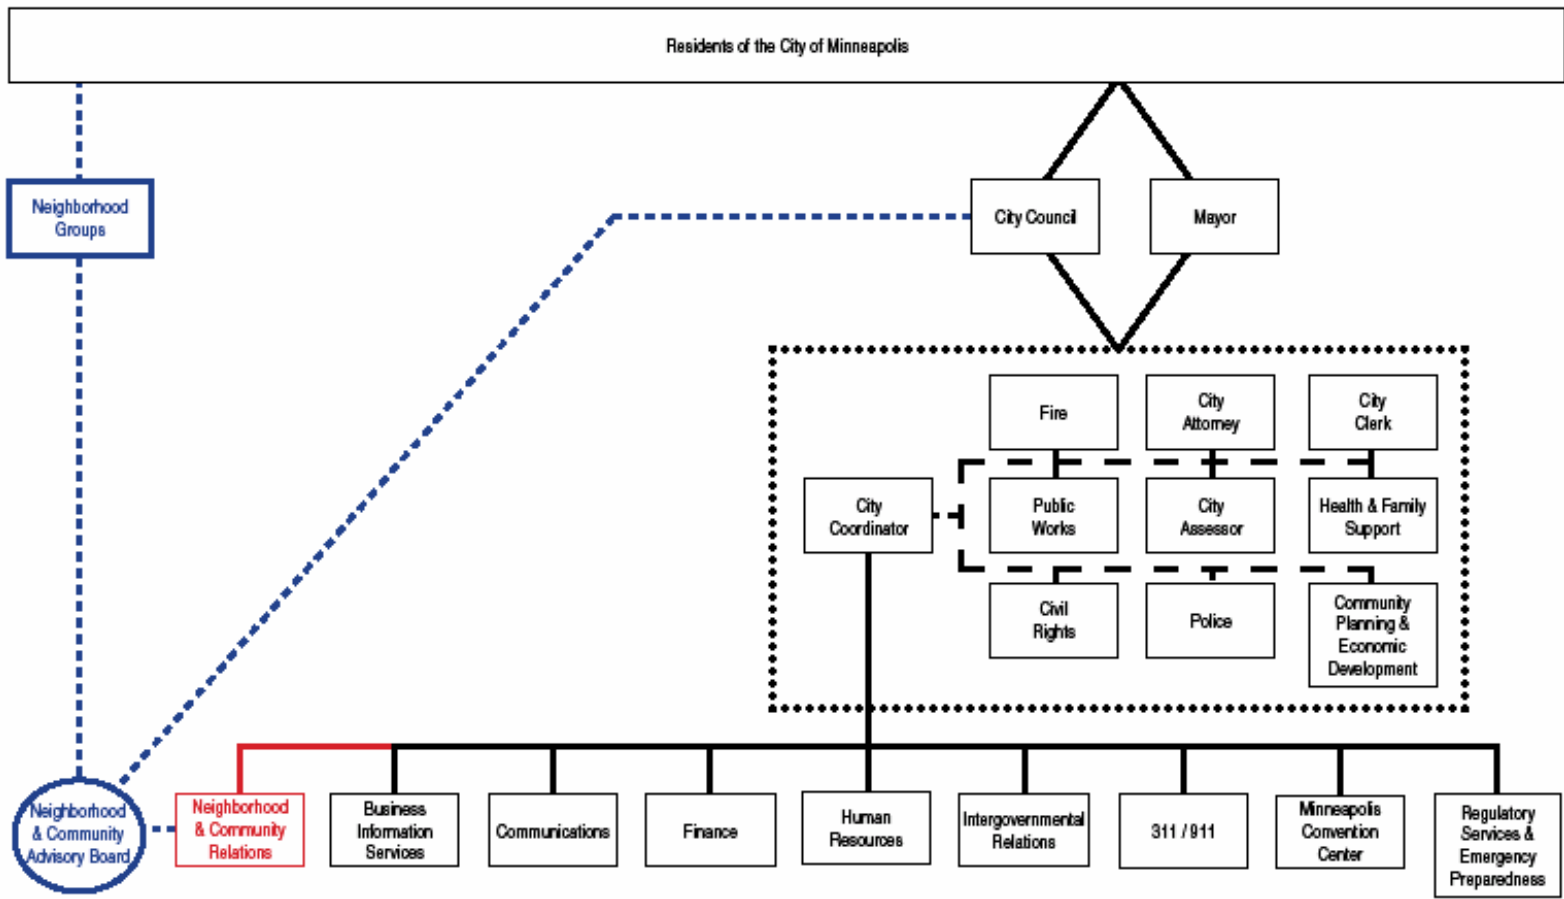 Residents of the City of Minneapolis
Neighborhood
Groups
City Council
Mayor
Fire
City
Attorney
City
Clerk
City
Coordinator
Public
Works
City
Assessor
Health & Family
Support
Civil
Rights
Police
Community
Planning &
Economic
Development
Neighborhood
& Community
Advisory Board
Neighborhood
& Community
Relations
Business
Information
Services
Communications
Finance
Human
Resources
Intergovernmental
Relations
311 / 911
Minneapolis
Convention
Center
Regulatory
Services &
Emergency
Preparedness